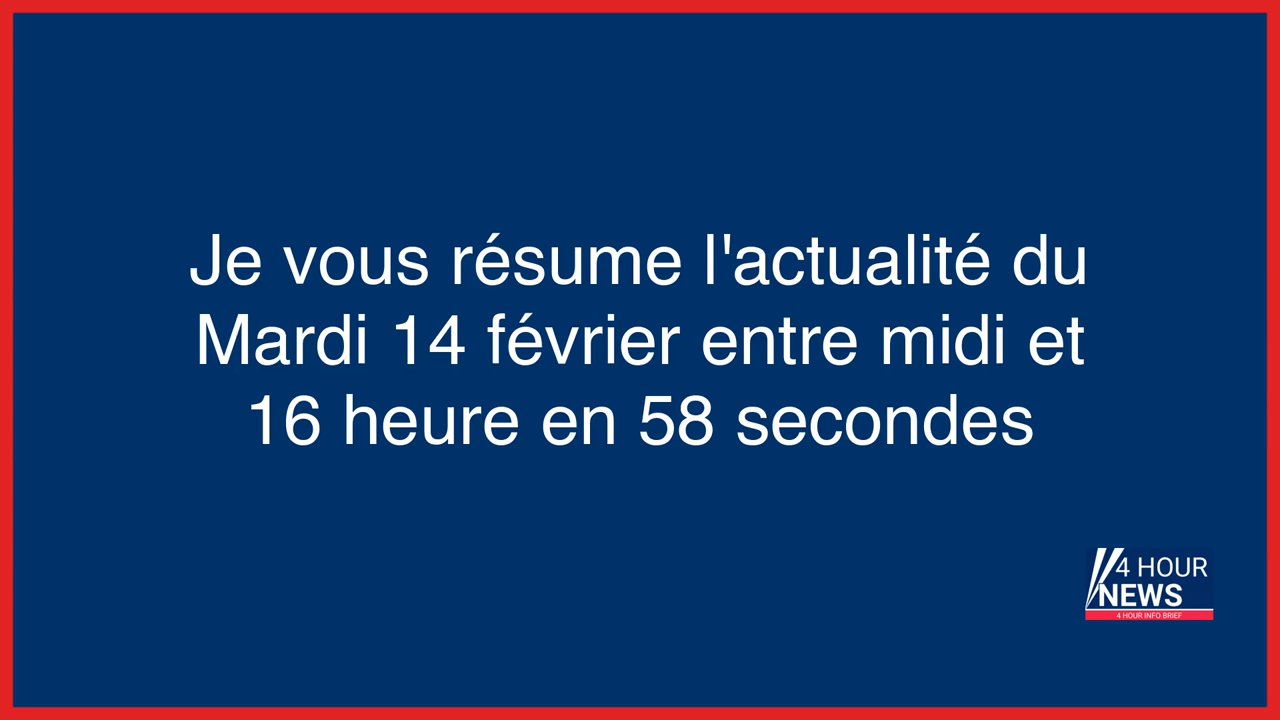 Je vous résume l'actualité du
Mardi 14 février entre midi et
16 heure en 58 secondes
4 HOUR
NEWS
4 HOUR INFO BRIEF